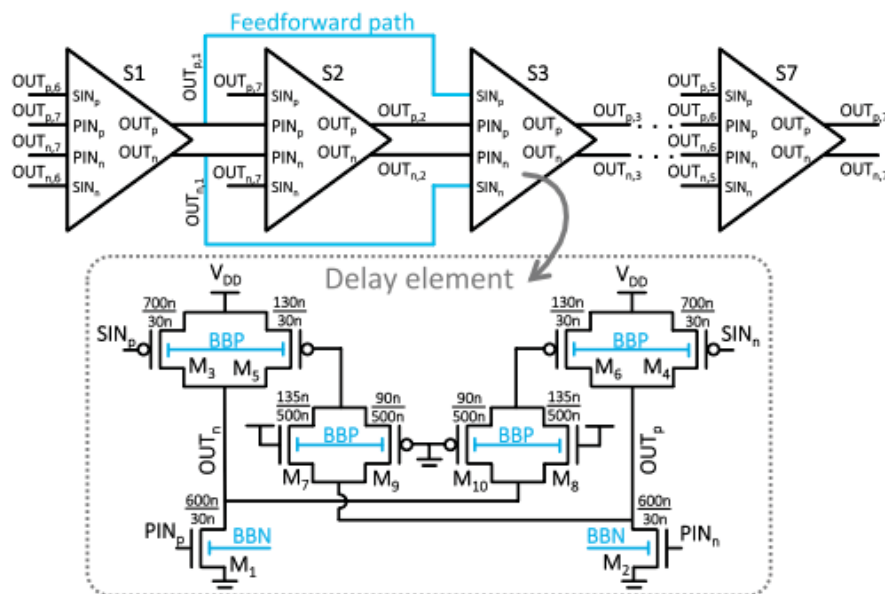 Feedforward path
S1 S2 S3 S7
OUTp,6 SINp OUTp,1 OUTp,7 SINp SINp OUTp,5 SINp
OUTp,7 PINp OUTp PINp OUTp OUTp,2 PINp OUTp OUTp,3 . . . OUTp,6 PINp OUTp OUTp,7
OUTn,7 PINn OUTn PINn OUTn OUTn,2 PINn OUTn OUTn,3 . . . OUTn,6 PINn OUTn OUTn,7
OUTn,6 SINn OUTn,1 OUTn,7 SINn SINn OUTn,5 SINn
Delay element
VDD VDD
700n 130n 130n 700n
30n 30n 30n 30n
SINp BBP BBP SINn
M3 M5 M6 M4
135n 90n 90n 135n
500n 500n 500n 500n
OUTn BBP BBP OUTp
M7 M9 M10 M8
600n 600n
30n 30n
PINp BBN BBN PINn
M1 M2